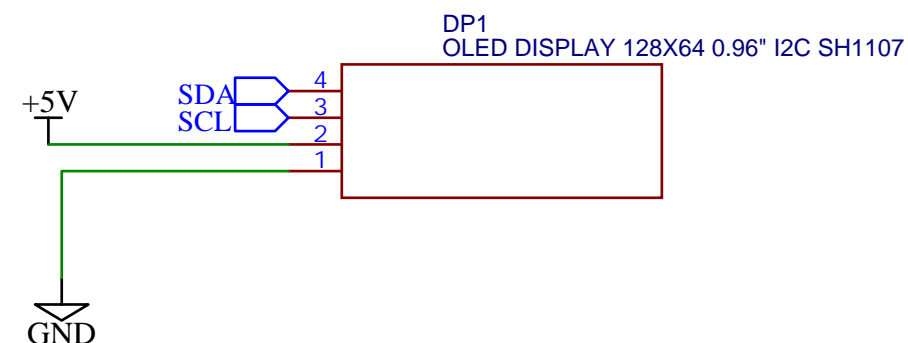 DP1
OLED DISPLAY 128X64 0.96" I2C SH1107
SDA
4
+5V
SCL
3
2
1
GND